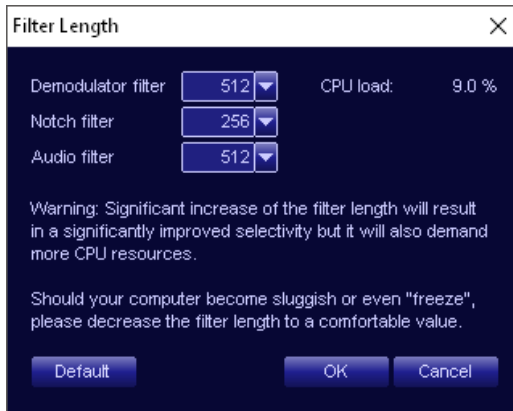 Filter Length
Demodulator filter 512 CPU load: 9.0 %
Notch filter 256
Audio filter 512
Warning: Significant increase of the filter length will result
in a significantly improved selectivity but it will also demand
more CPU resources.
Should your computer become sluggish or even "freeze",
please decrease the filter length to a comfortable value.
Default OK Cancel